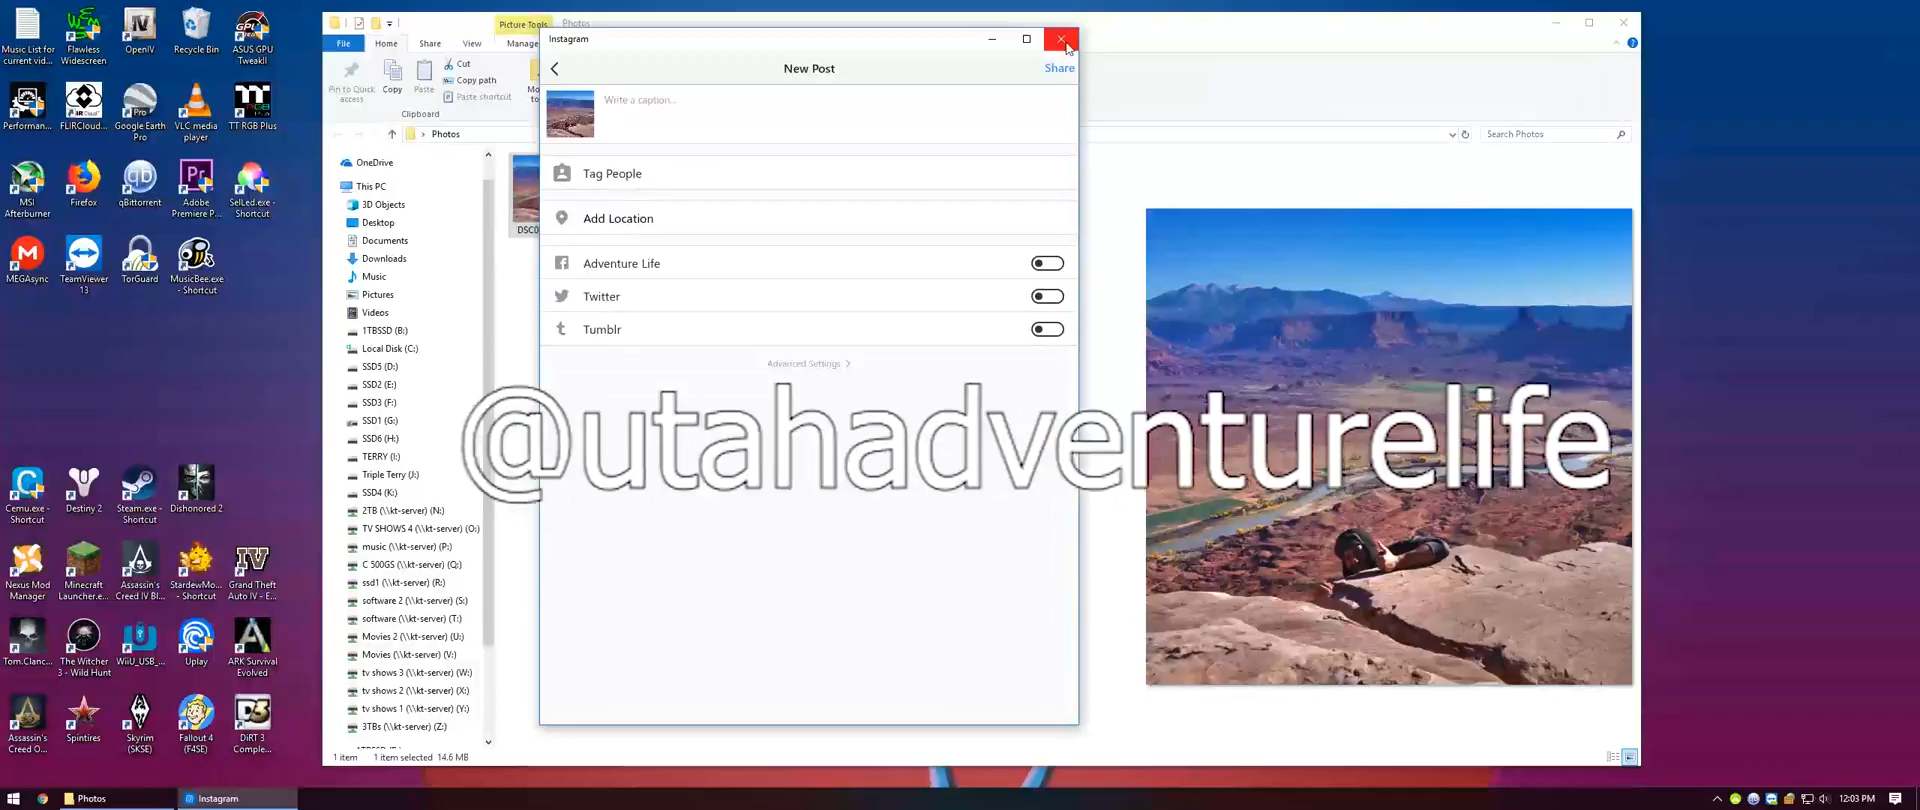 Music List for
current vid...
Flawless
Widescreen
OpenIV
Recycle Bin
ASUS GPU
TweakII
Performan...
FLIRCloud...
Google Earth
Pro
VLC media
player
TT RGB Plus
MSI
Afterburner
Firefox
qBittorrent
Adobe
Premiere P...
SelLed.exe -
Shortcut
MEGAsync
TeamViewer
13
TorGuard
MusicBee.exe
- Shortcut
Cemu.exe -
Shortcut
Destiny 2
Steam.exe -
Shortcut
Dishonored 2
Nexus Mod
Manager
Minecraft
Launcher.e...
Assassin's
Creed IV Bl...
StardewMo...
- Shortcut
Grand Theft
Auto IV - E...
Tom.Clanc...
The Witcher
3 - Wild Hunt
WiiU_USB_...
Uplay
ARK Survival
Evolved
Assassin's
Creed O...
Spintires
Skyrim
(SKSE)
Fallout 4
(F4SE)
DiRT 3
Comple...
Picture Tools
Photos
File
Home
Share
View
Manage
Pin to Quick
access
Copy
Paste
Cut
Copy path
Paste shortcut
Clipboard
Move
to
Photos
Search Photos
OneDrive
This PC
3D Objects
Desktop
Documents
Downloads
Music
Pictures
Videos
1TBSSD (B:)
Local Disk (C:)
SSD5 (D:)
SSD2 (E:)
SSD3 (F:)
SSD1 (G:)
SSD6 (H:)
TERRY (I:)
Triple Terry (J:)
SSD4 (K:)
2TB (\\kt-server) (N:)
TV SHOWS 4 (\\kt-server) (O:)
music (\\kt-server) (P:)
C 500GS (\\kt-server) (Q:)
ssd1 (\\kt-server) (R:)
software 2 (\\kt-server) (S:)
software (\\kt-server) (T:)
Movies 2 (\\kt-server) (U:)
Movies (\\kt-server) (V:)
tv shows 3 (\\kt-server) (W:)
tv shows 2 (\\kt-server) (X:)
tv shows 1 (\\kt-server) (Y:)
3TBs (\\kt-server) (Z:)
1 item
1 item selected 14.6 MB
DSC0
Instagram
New Post
Share
Write a caption...
Tag People
Add Location
Adventure Life
Twitter
Tumblr
Advanced Settings
@utahadventurelife
Photos
Instagram
12:03 PM